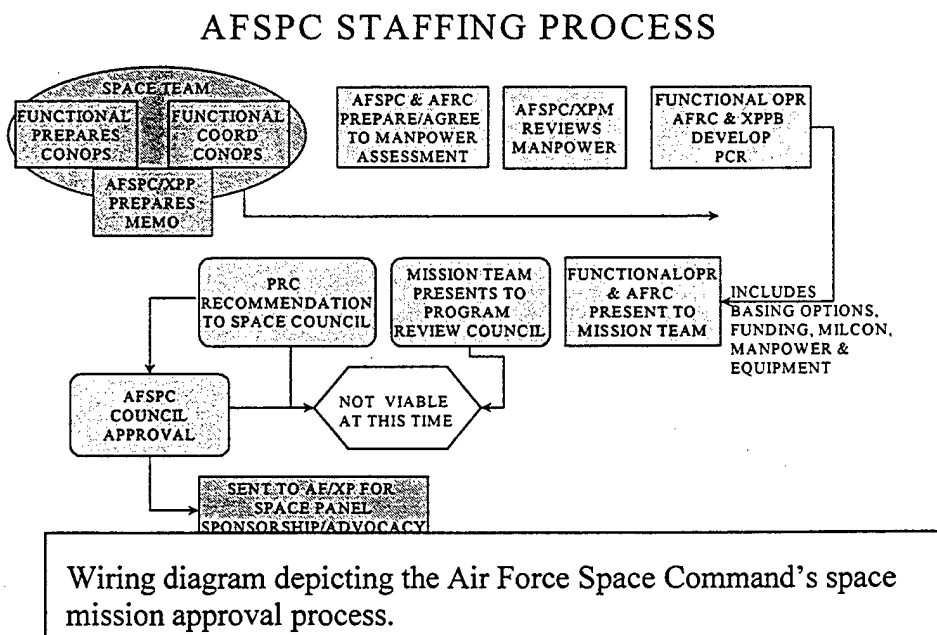 AFSPC STAFFING PROCESS
SPACE TEAM
FUNCTIONAL
PREPARES
CONOPS
FUNCTIONAL
COORD
CONOPS
AFSPC/XPP
PREPARES
MEMO
AFSPC & AFRC
PREPARE/AGREE
TO MANPOWER
ASSESSMENT
AFSPC/XPM
REVIEWS
MANPOWER
FUNCTIONAL OPR
AFRC & XPPB
DEVELOP
PCR
INCLUDES
BASING OPTIONS,
FUNDING, MILCON,
MANPOWER &
EQUIPMENT
FUNCTIONALOPR
& AFRC
PRESENT TO
MISSION TEAM
MISSION TEAM
PRESENTS TO
PROGRAM
REVIEW COUNCIL
PRC
RECOMMENDATION
TO SPACE COUNCIL
AFSPC
COUNCIL
APPROVAL
NOT VIABLE
AT THIS TIME
SENT TO AF/XP FOR
SPACE PANEL
SPONSORSHIP/ADVOCACY
Wiring diagram depicting the Air Force Space Command's space
mission approval process.